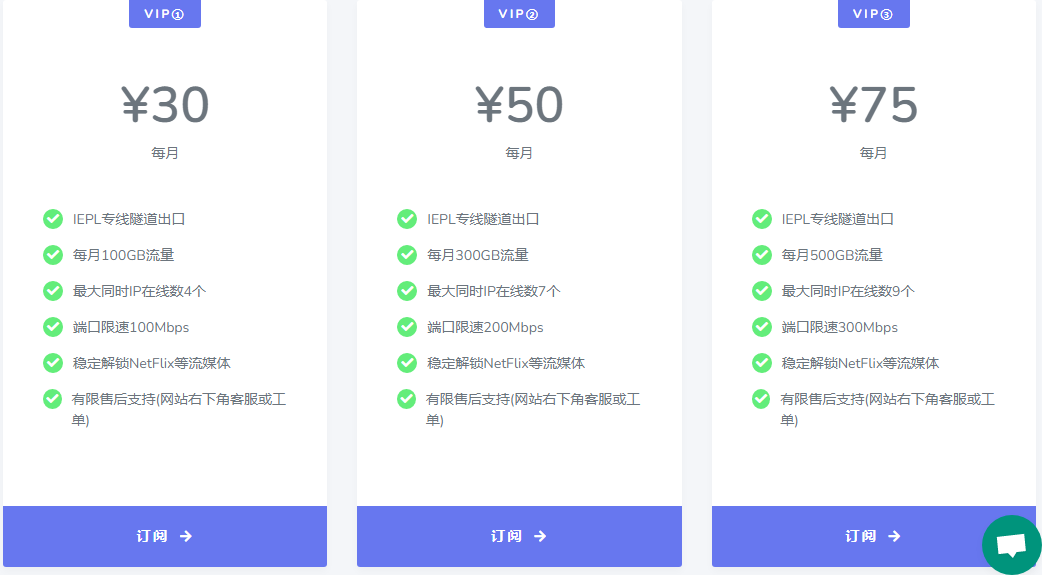 VIP①
¥30
每月
IEPL专线隧道出口
每月100GB流量
最大同时IP在线数4个
端口限速100Mbps
稳定解锁NetFlix等流媒体
有限售后支持(网站右下角客服或工
单)
订阅 →
VIP②
¥50
每月
IEPL专线隧道出口
每月300GB流量
最大同时IP在线数7个
端口限速200Mbps
稳定解锁NetFlix等流媒体
有限售后支持(网站右下角客服或工
单)
订阅 →
VIP③
¥75
每月
IEPL专线隧道出口
每月500GB流量
最大同时IP在线数9个
端口限速300Mbps
稳定解锁NetFlix等流媒体
有限售后支持(网站右下角客服或工
单)
订阅 →